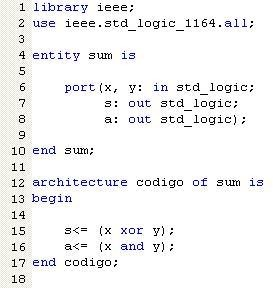 1 library ieee;
2 use ieee.std_logic_1164.all;
3
4 entity sum is
5
6     port(x, y: in std_logic;
7          s: out std_logic;
8          a: out std_logic);
9
10 end sum;
11
12 architecture codigo of sum is
13 begin
14
15     s<= (x xor y);
16     a<= (x and y);
17 end codigo;
18